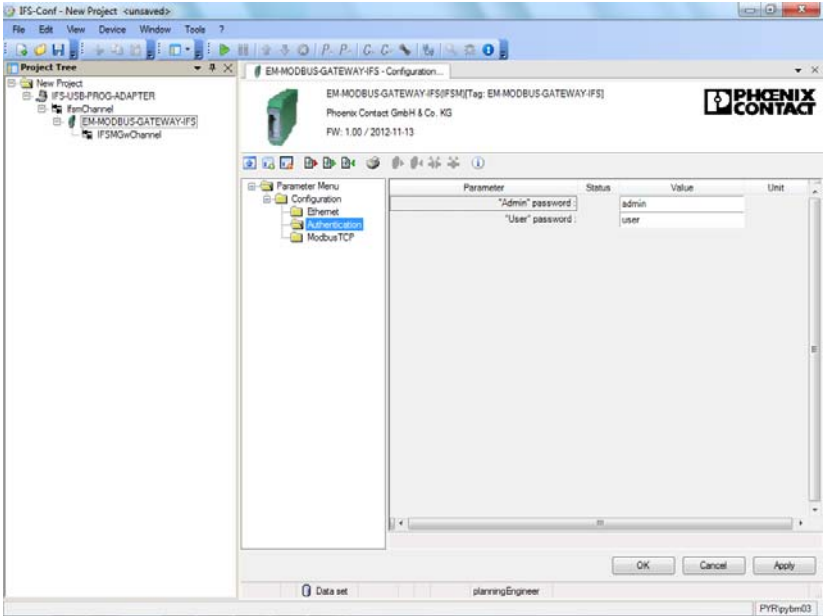 IFS-Conf - New Project <unsaved>
File Edit View Device Window Tools ?
Project Tree
New Project
IFS-USB-PROG-ADAPTER
IfsmChannel
EM-MODBUS-GATEWAY-IFS
IFSMGwChannel
EM-MODBUS-GATEWAY-IFS - Configuration...
EM-MODBUS-GATEWAY-IFS(IFSM)[Tag: EM-MODBUS-GATEWAY-IFS]
Phoenix Contact GmbH & Co. KG
FW: 1.00 / 2012-11-13
PHŒNIX
CONTACT
Parameter Menu
Configuration
Ethernet
Authentication
ModbusTCP
Parameter Status Value Unit
"Admin" password : admin
"User" password : user
OK Cancel Apply
Data set planningEngineer
PYR\pybm03